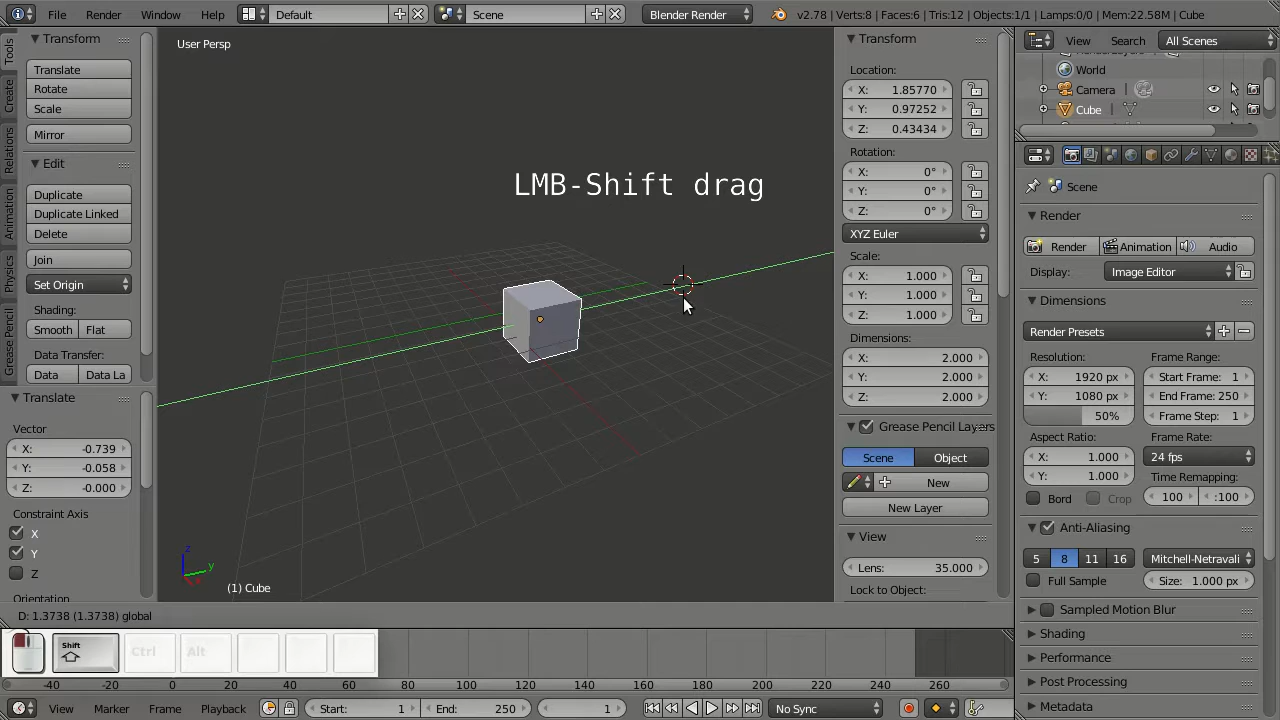 File Render Window Help Default Scene Blender Render v2.78 | Verts:8 | Faces:6 | Tris:12 | Objects:1/1 | Lamps:0/0 | Mem:22.58M | Cube
Tools
Create
Relations
Animation
Physics
Grease Pencil
Transform
Translate
Rotate
Scale
Mirror
Edit
Duplicate
Duplicate Linked
Delete
Join
Set Origin
Shading:
Smooth Flat
Data Transfer:
Data Data La
Translate
Vector
X: -0.739
Y: -0.058
Z: -0.000
Constraint Axis
X
Y
Z
Orientation
User Persp
LMB-Shift drag
z
y
x
(1) Cube
D: 1.3738 (1.3738) global
Transform
Location:
X: 1.85770
Y: 0.97252
Z: 0.43434
Rotation:
X: 0°
Y: 0°
Z: 0°
XYZ Euler
Scale:
X: 1.000
Y: 1.000
Z: 1.000
Dimensions:
X: 2.000
Y: 2.000
Z: 2.000
Grease Pencil Layers
Scene Object
New
New Layer
View
Lens: 35.000
Lock to Object:
View Search All Scenes
World
Camera
Cube
Scene
Render
Render Animation Audio
Display: Image Editor
Dimensions
Render Presets
Resolution: Frame Range:
X: 1920 px Start Frame: 1
Y: 1080 px End Frame: 250
50% Frame Step: 1
Aspect Ratio: Frame Rate:
X: 1.000 24 fps
Y: 1.000 Time Remapping:
Bord Crop 100 :100
Anti-Aliasing
5 8 11 16 Mitchell-Netravali
Full Sample Size: 1.000 px
Sampled Motion Blur
Shading
Performance
Post Processing
Metadata
Shift Ctrl Alt
-40 -20 0 20 40 60 80 100 120 140 160 180 200 220 240 260
View Marker Frame Playback Start: 1 End: 250 1 No Sync